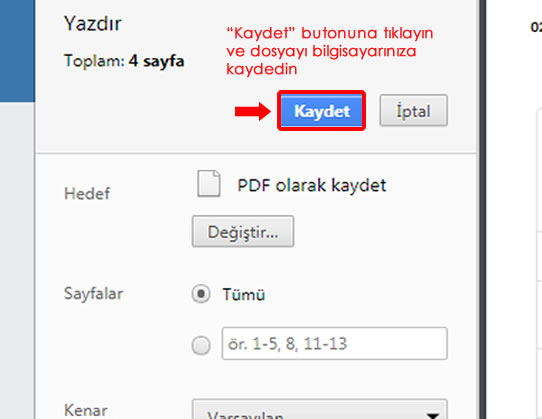 Yazdır
Toplam: 4 sayfa
“Kaydet” butonuna tıklayın
ve dosyayı bilgisayarınıza
kaydedin
Kaydet
İptal
Hedef
PDF olarak kaydet
Değiştir...
Sayfalar
Tümü
ör. 1-5, 8, 11-13
Kenar
Varsayılan
02